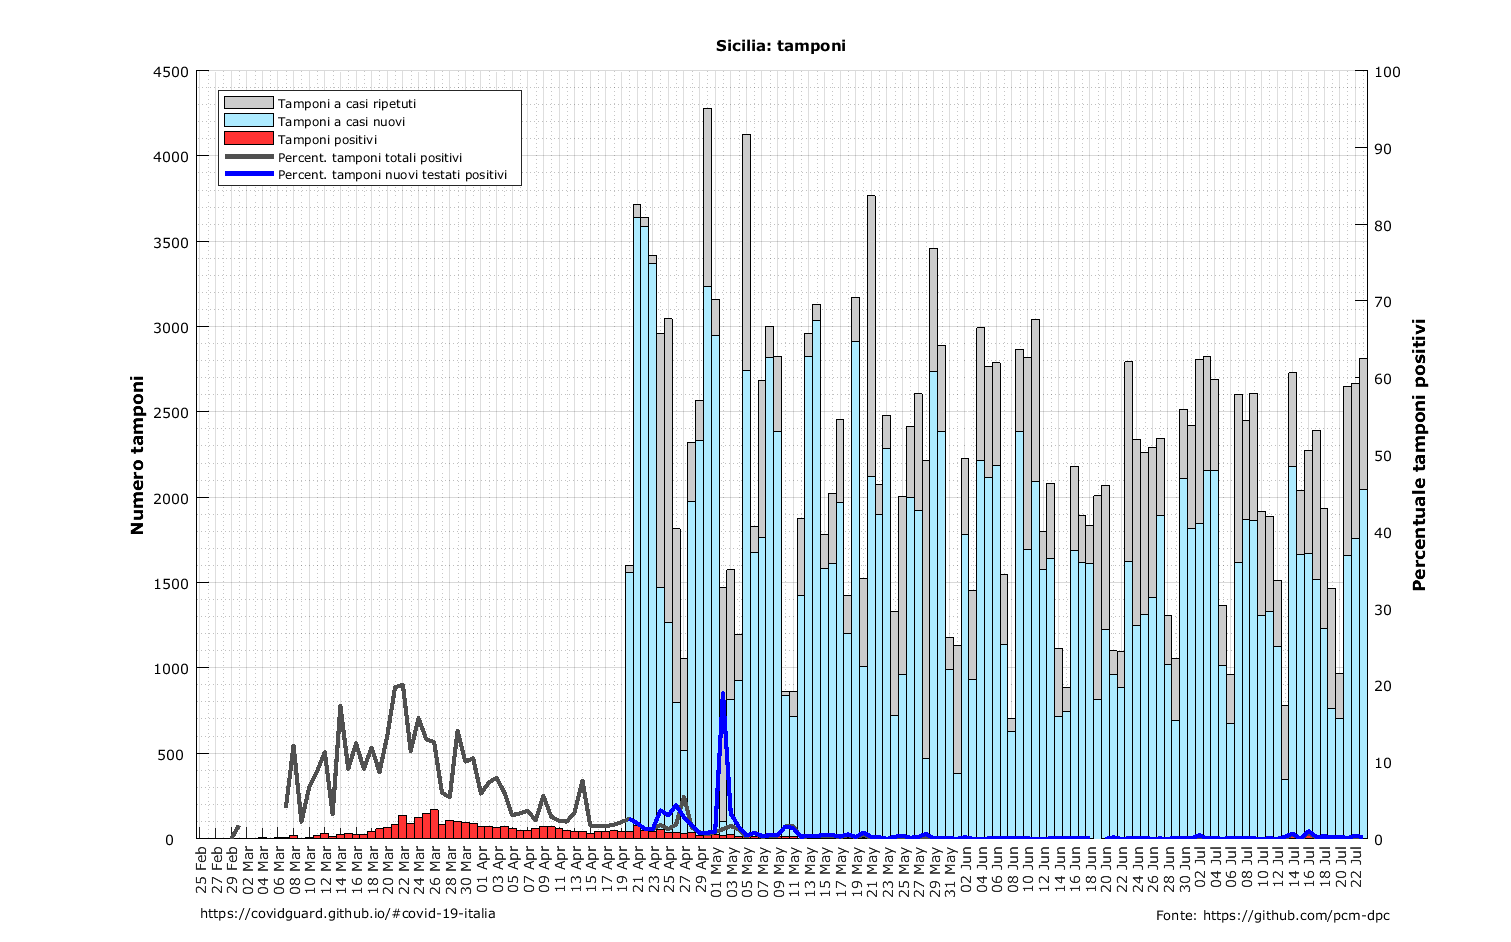 Sicilia: tamponi
Tamponi a casi ripetuti
Tamponi a casi nuovi
Tamponi positivi
Percent. tamponi totali positivi
Percent. tamponi nuovi testati positivi
Numero tamponi
4500
4000
3500
3000
2500
2000
1500
1000
500
0
100
90
80
70
60
50
40
30
20
10
0
Percentuale tamponi positivi
25 Feb
27 Feb
29 Feb
02 Mar
04 Mar
06 Mar
08 Mar
10 Mar
12 Mar
14 Mar
16 Mar
18 Mar
20 Mar
22 Mar
24 Mar
26 Mar
28 Mar
30 Mar
01 Apr
03 Apr
05 Apr
07 Apr
09 Apr
11 Apr
13 Apr
15 Apr
17 Apr
19 Apr
21 Apr
23 Apr
25 Apr
27 Apr
29 Apr
01 May
03 May
05 May
07 May
09 May
11 May
13 May
15 May
17 May
19 May
21 May
23 May
25 May
27 May
29 May
31 May
02 Jun
04 Jun
06 Jun
08 Jun
10 Jun
12 Jun
14 Jun
16 Jun
18 Jun
20 Jun
22 Jun
24 Jun
26 Jun
28 Jun
30 Jun
02 Jul
04 Jul
06 Jul
08 Jul
10 Jul
12 Jul
14 Jul
16 Jul
18 Jul
20 Jul
22 Jul
https://covidguard.github.io/#covid-19-italia
Fonte: https://github.com/pcm-dpc